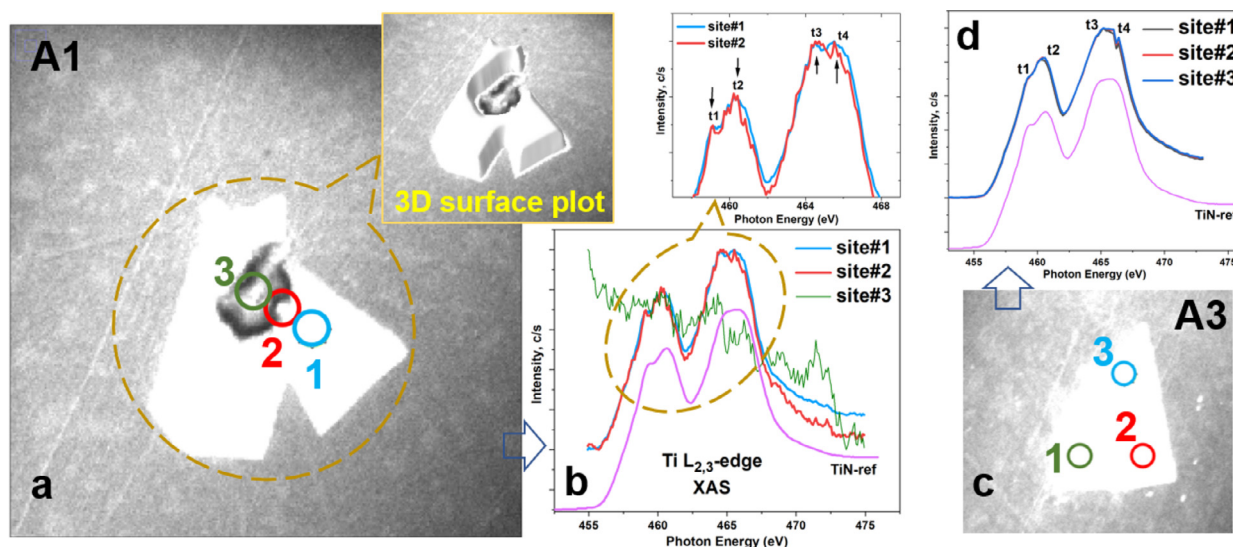 A1
3
2
1
a
3D surface plot
site#1
site#2
t1
t2
t3
t4
Intensity, c/s
460
462
464
466
468
Photon Energy (eV)
site#1
site#2
site#3
Ti L2,3-edge
XAS
TiN-ref
b
Intensity, c/s
455
460
465
470
475
Photon Energy (eV)
d
site#1
site#2
site#3
t1
t2
t3
t4
TiN-ref
Intensity, c/s
455
460
465
470
475
Photon Energy (eV)
A3
3
2
1
c